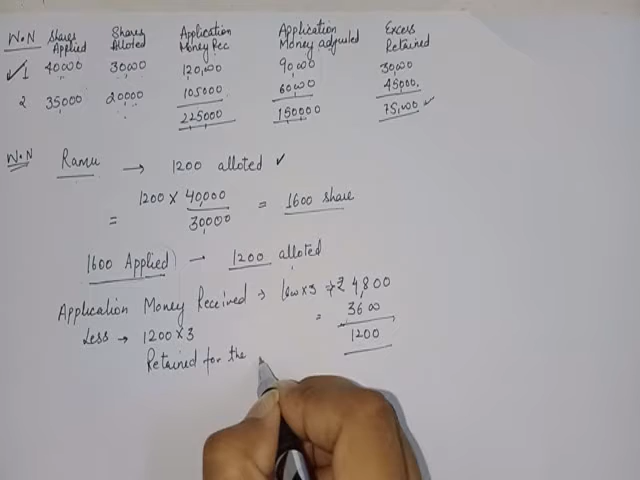 W.N Shares Applied Shares Alloted Application Money Rec Application Money adjusted Excess Retained
✓1 40000 30000 120,000 90,000 30,000
2 35000 20000 105000 60,000 45000
225000 150000 75,000 ✓
W.N Ramu → 1200 alloted ✓
1200 × 40,000
= 30000 = 1600 share
1600 Applied → 1200 alloted
Application Money Received → 1600×3 → ₹ 4,800
Less → 1200×3 = 3600
1200
Retained for the